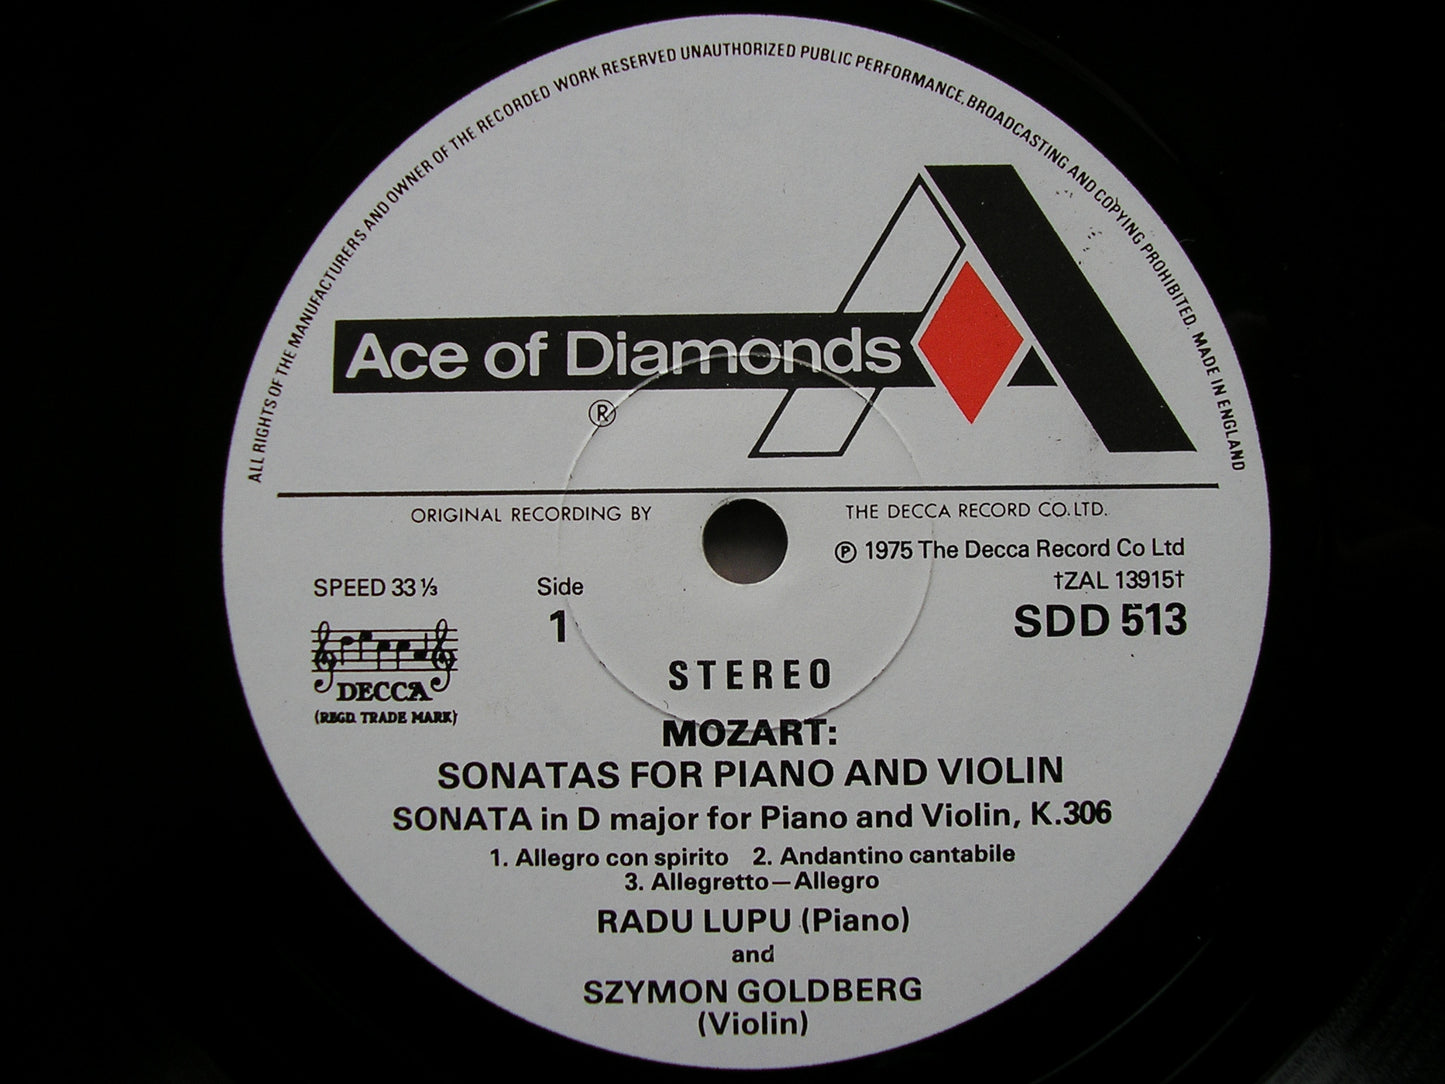 ALL RIGHTS OF THE MANUFACTURERS AND OWNER OF THE RECORDED WORK RESERVED UNAUTHORIZED PUBLIC PERFORMANCE, BROADCASTING AND COPYING PROHIBITED. MADE IN ENGLAND
Ace of Diamonds
®
ORIGINAL RECORDING BY THE DECCA RECORD CO. LTD.
℗ 1975 The Decca Record Co Ltd
SPEED 33 ⅓ Side †ZAL 13915†
1 SDD 513
DECCA
(REGD. TRADE MARK)
STEREO
MOZART:
SONATAS FOR PIANO AND VIOLIN
SONATA in D major for Piano and Violin, K.306
1. Allegro con spirito 2. Andantino cantabile
3. Allegretto—Allegro
RADU LUPU (Piano)
and
SZYMON GOLDBERG
(Violin)